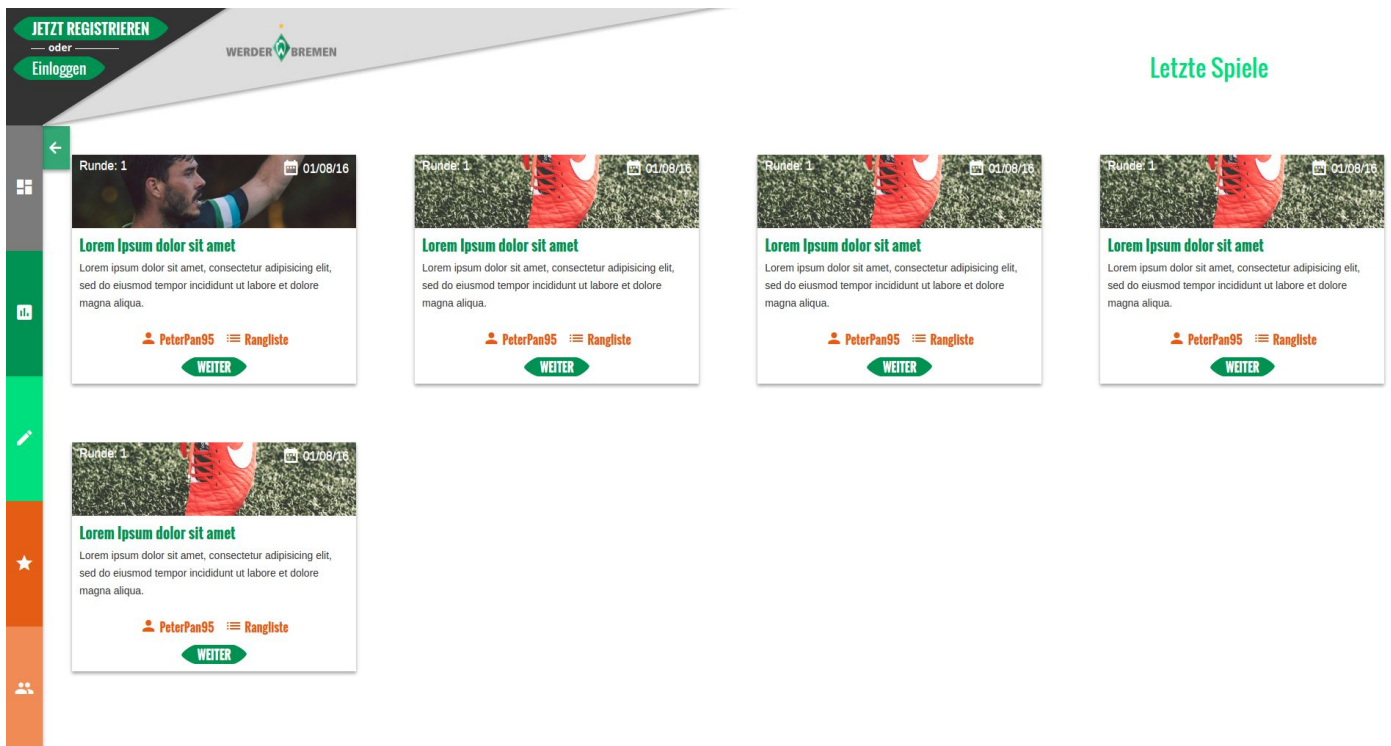 JETZT REGISTRIEREN
oder
Einloggen
WERDER BREMEN
Letzte Spiele
Runde: 1 01/08/16
Lorem Ipsum dolor sit amet
Lorem ipsum dolor sit amet, consectetur adipisicing elit,
sed do eiusmod tempor incididunt ut labore et dolore
magna aliqua.
PeterPan95 Rangliste
WEITER
Runde: 1 01/08/16
Lorem Ipsum dolor sit amet
Lorem ipsum dolor sit amet, consectetur adipisicing elit,
sed do eiusmod tempor incididunt ut labore et dolore
magna aliqua.
PeterPan95 Rangliste
WEITER
Runde: 1 01/08/16
Lorem Ipsum dolor sit amet
Lorem ipsum dolor sit amet, consectetur adipisicing elit,
sed do eiusmod tempor incididunt ut labore et dolore
magna aliqua.
PeterPan95 Rangliste
WEITER
Runde: 1 01/08/16
Lorem Ipsum dolor sit amet
Lorem ipsum dolor sit amet, consectetur adipisicing elit,
sed do eiusmod tempor incididunt ut labore et dolore
magna aliqua.
PeterPan95 Rangliste
WEITER
Runde: 1 01/08/16
Lorem Ipsum dolor sit amet
Lorem ipsum dolor sit amet, consectetur adipisicing elit,
sed do eiusmod tempor incididunt ut labore et dolore
magna aliqua.
PeterPan95 Rangliste
WEITER